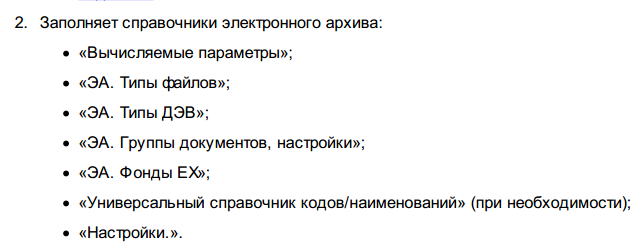 2. Заполняет справочники электронного архива:
• «Вычисляемые параметры»;
• «ЭА. Типы файлов»;
• «ЭА. Типы ДЭВ»;
• «ЭА. Группы документов, настройки»;
• «ЭА. Фонды ЕХ»;
• «Универсальный справочник кодов/наименований» (при необходимости);
• «Настройки.».